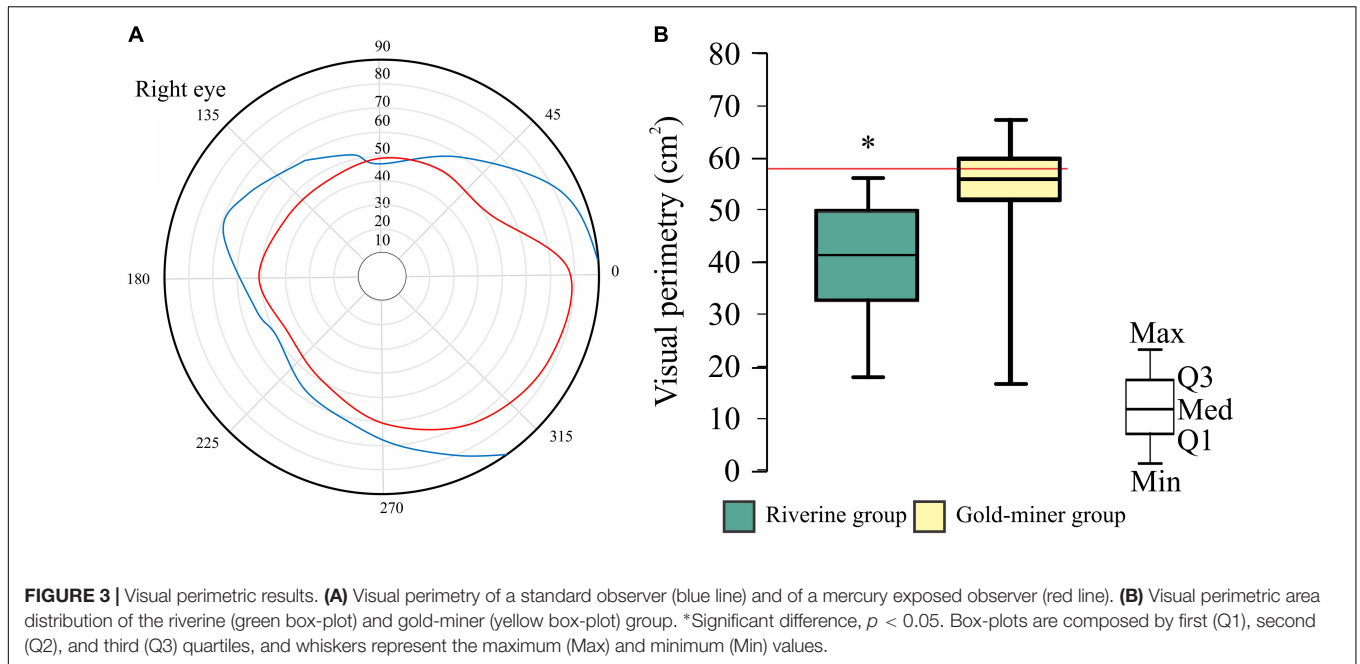 A
Right eye
90
80
70
60
50
40
30
20
10
45
0
315
270
225
180
135
B
Visual perimetry (cm²)
80
70
60
50
40
30
20
10
0
*
Max
Q3
Med
Q1
Min
Riverine group
Gold-miner group
FIGURE 3 | Visual perimetric results. (A) Visual perimetry of a standard observer (blue line) and of a mercury exposed observer (red line). (B) Visual perimetric area
distribution of the riverine (green box-plot) and gold-miner (yellow box-plot) group. *Significant difference, p < 0.05. Box-plots are composed by first (Q1), second
(Q2), and third (Q3) quartiles, and whiskers represent the maximum (Max) and minimum (Min) values.